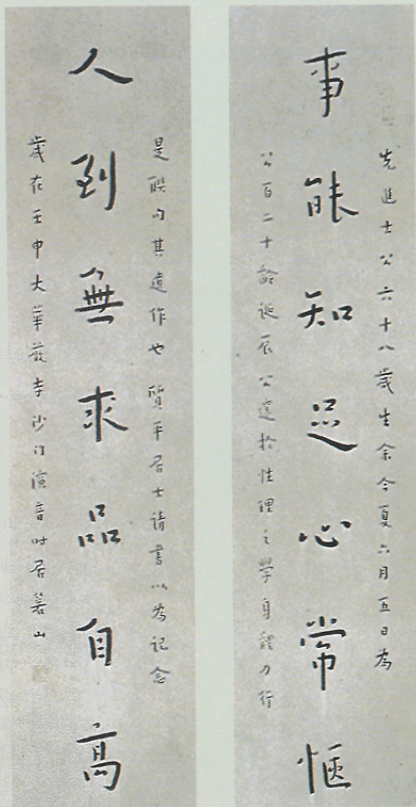 先進士公六十八歲生余今夏六月五日為
事能知足心常愜
公百二十齡誕辰公邃於性理之學身體力行
是聯句其遺作也質平居士請書以為記念
人到無求品自高
歲在壬申大華嚴寺沙門演音時居箬山